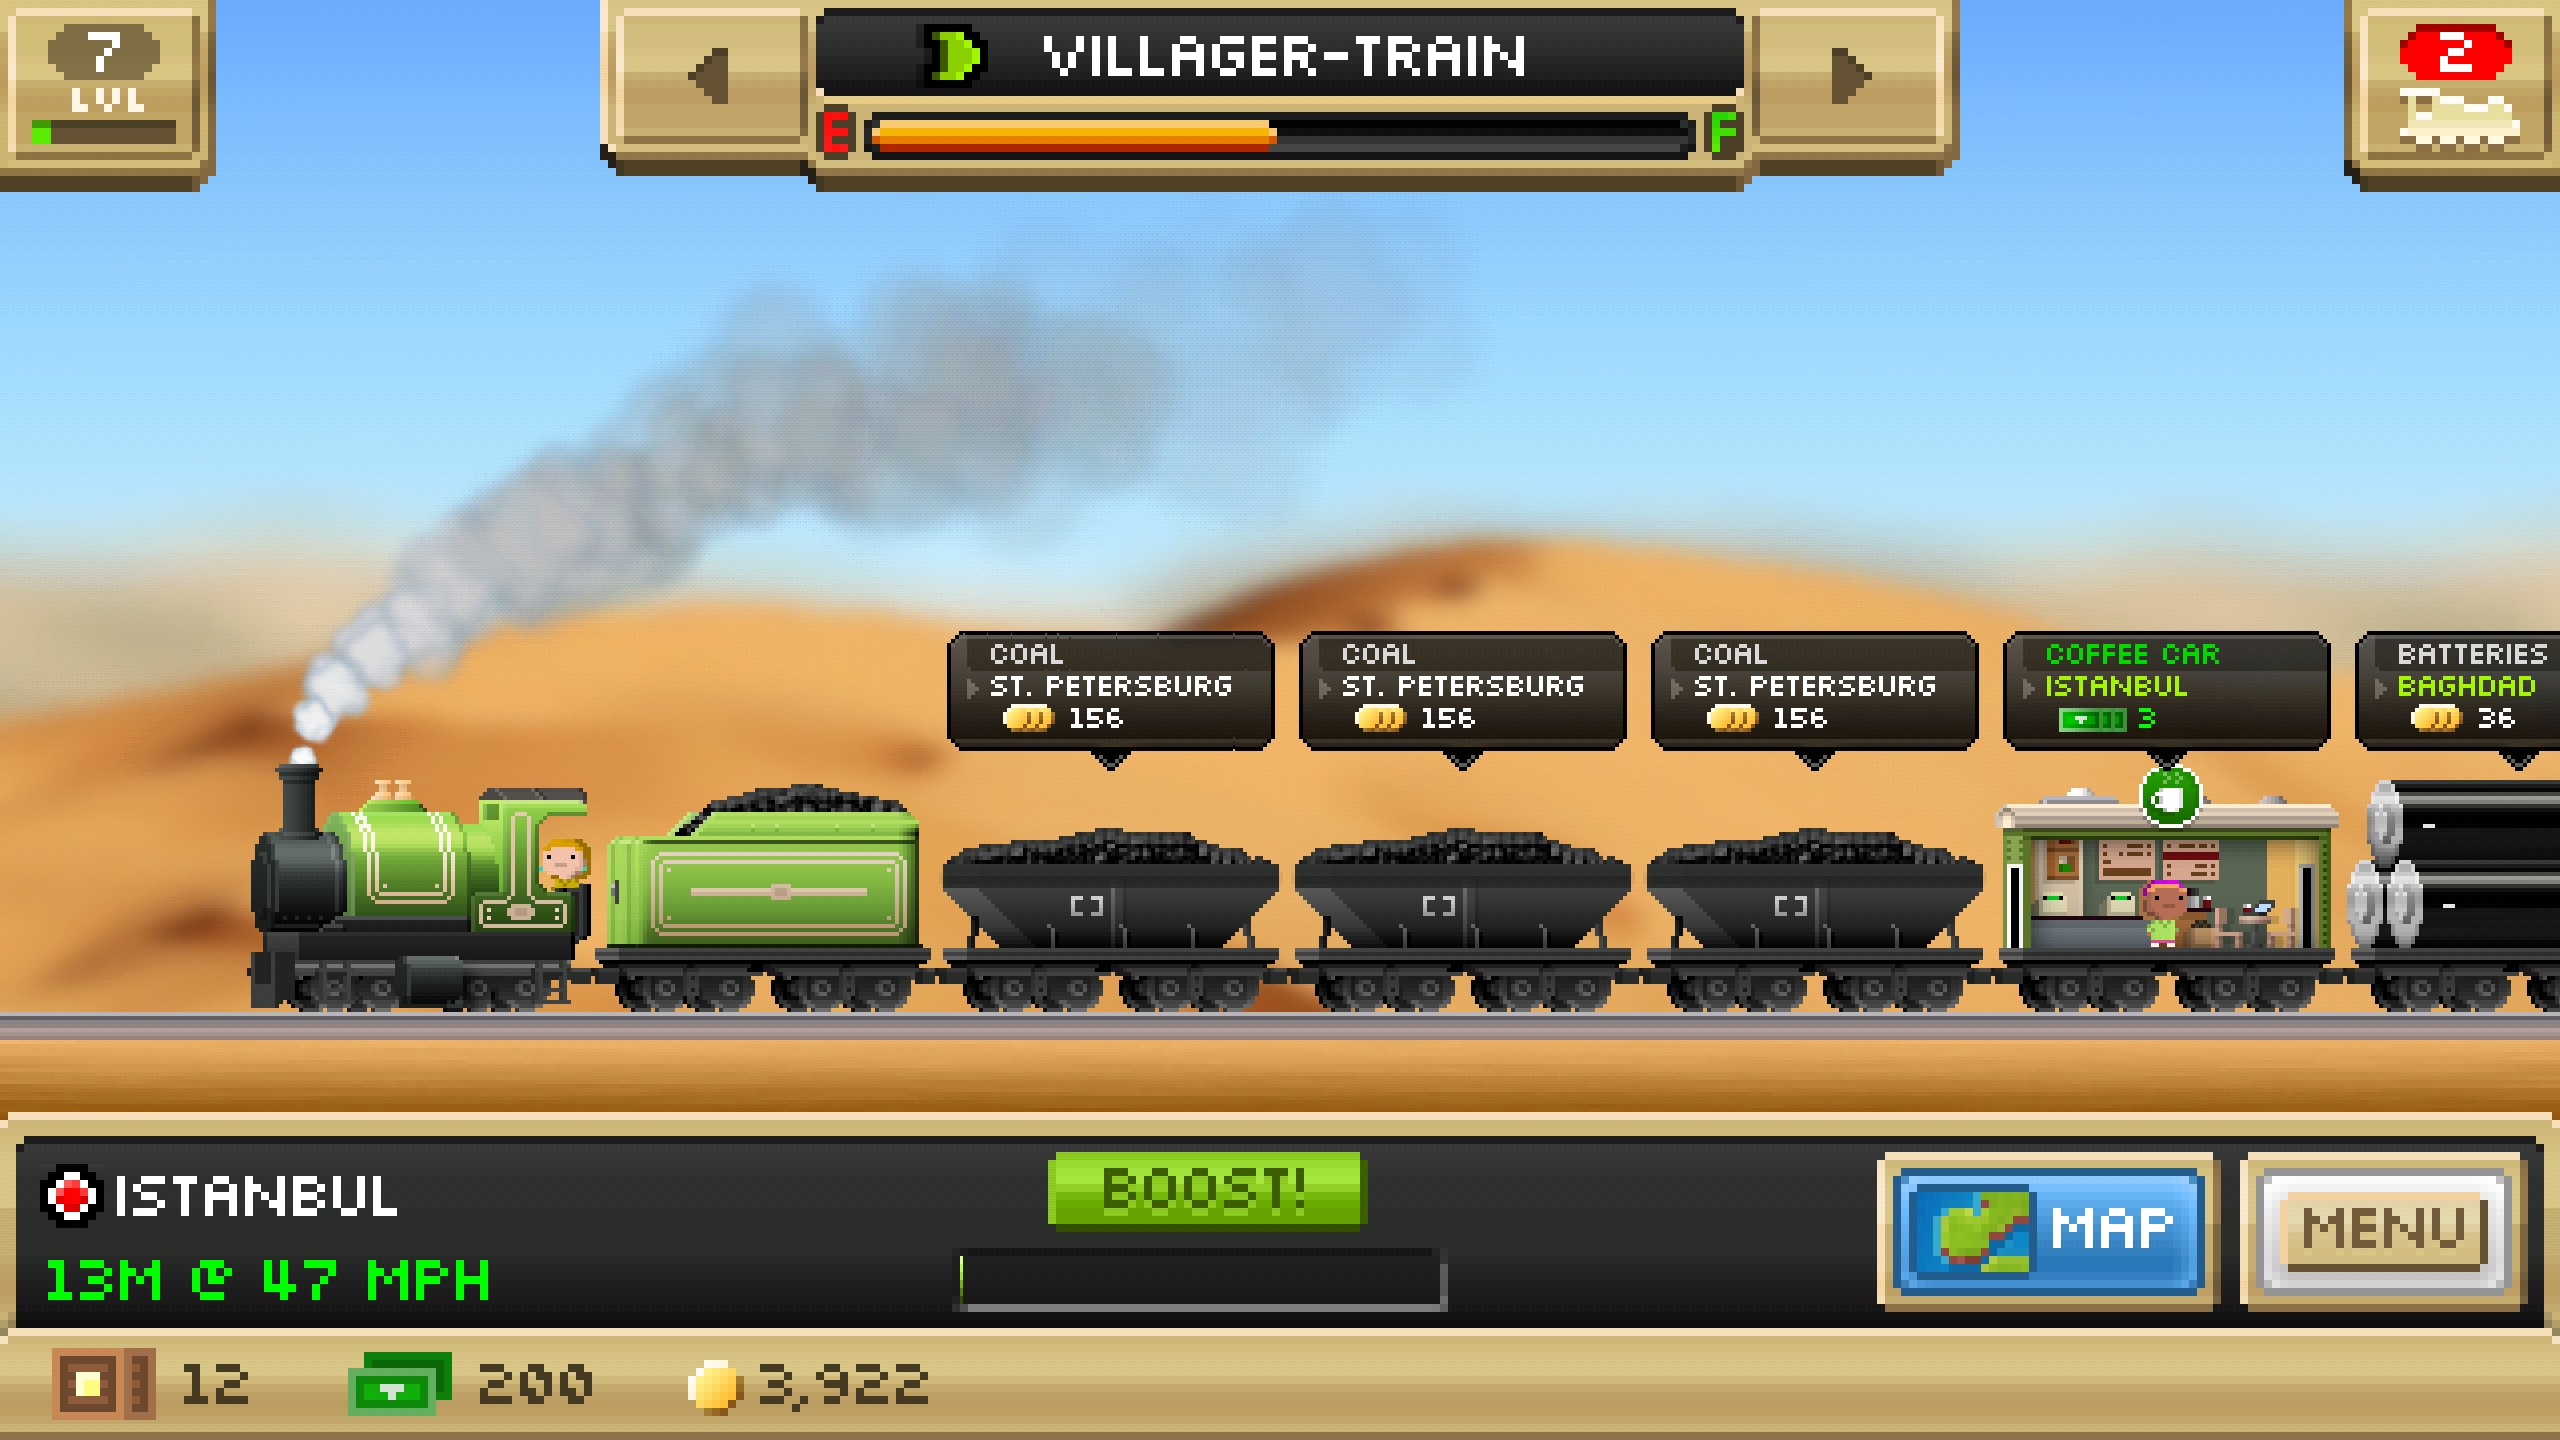 7
LVL
VILLAGER-TRAIN
E F
2
COAL
ST. PETERSBURG
156
COAL
ST. PETERSBURG
156
COAL
ST. PETERSBURG
156
COFFEE CAR
ISTANBUL
3
BATTERIES
BAGHDAD
36
ISTANBUL
13M @ 47 MPH
BOOST!
MAP
MENU
12
200
3,922